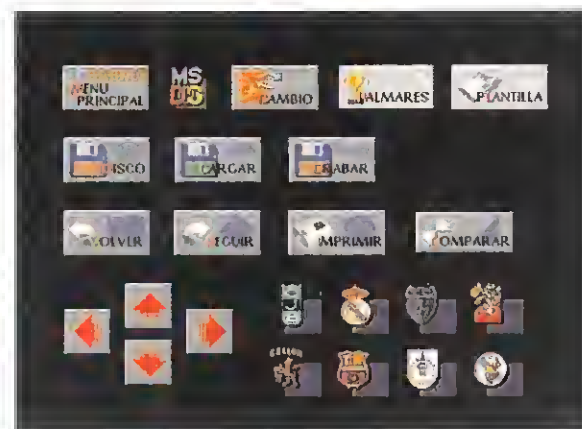 MENU
PRINCIPAL
MS
DOS
CAMBIO
PALMARES
PLANTILLA
DISCO
CARGAR
GRABAR
VOLVER
SEGUIR
IMPRIMIR
COMPARAR